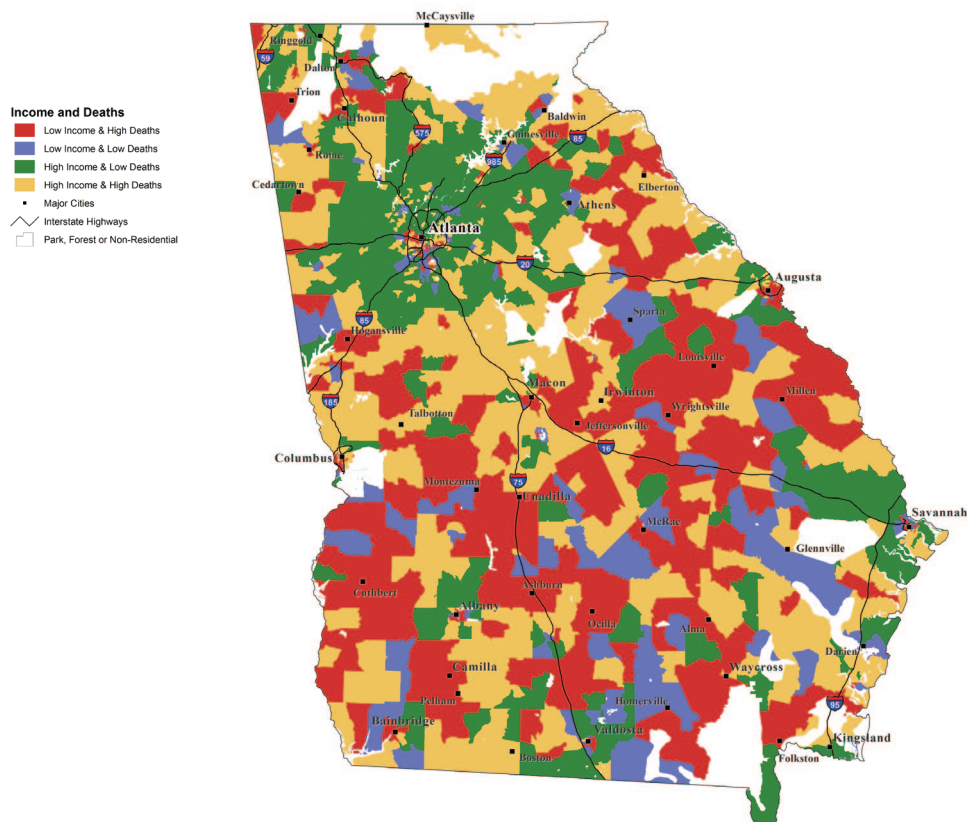 McCaysville
Ringgold
59
Dalton
Trion
Calhoun
575
Baldwin
Gainesville
85
985
Rome
Income and Deaths
Low Income & High Deaths
Low Income & Low Deaths
High Income & Low Deaths
High Income & High Deaths
Major Cities
Interstate Highways
Park, Forest or Non-Residential
Cedartown
Elberton
Athens
Atlanta
20
Augusta
85
Hogansville
Sparta
Louisville
185
Macon
Irwinton
Millen
Talbotton
Wrightsville
Jeffersonville
16
Columbus
Montezuma
75
Unadilla
McRae
Savannah
Glennville
Cuthbert
Ashburn
Albany
Ocilla
Alma
Darien
Camilla
Waycross
Pelham
Homerville
95
Bainbridge
Valdosta
Kingsland
Boston
Folkston